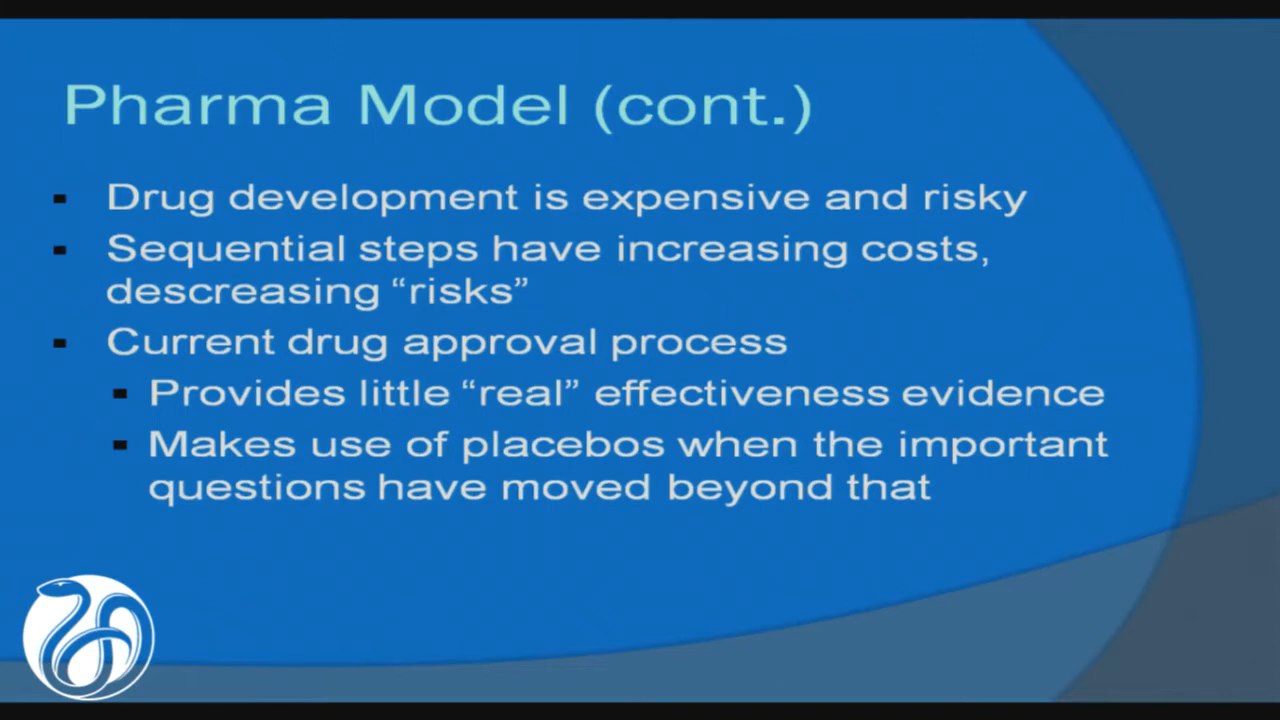 Pharma Model (cont.)
▪ Drug development is expensive and risky
▪ Sequential steps have increasing costs,
descreasing “risks”
▪ Current drug approval process
▪ Provides little “real” effectiveness evidence
▪ Makes use of placebos when the important
questions have moved beyond that